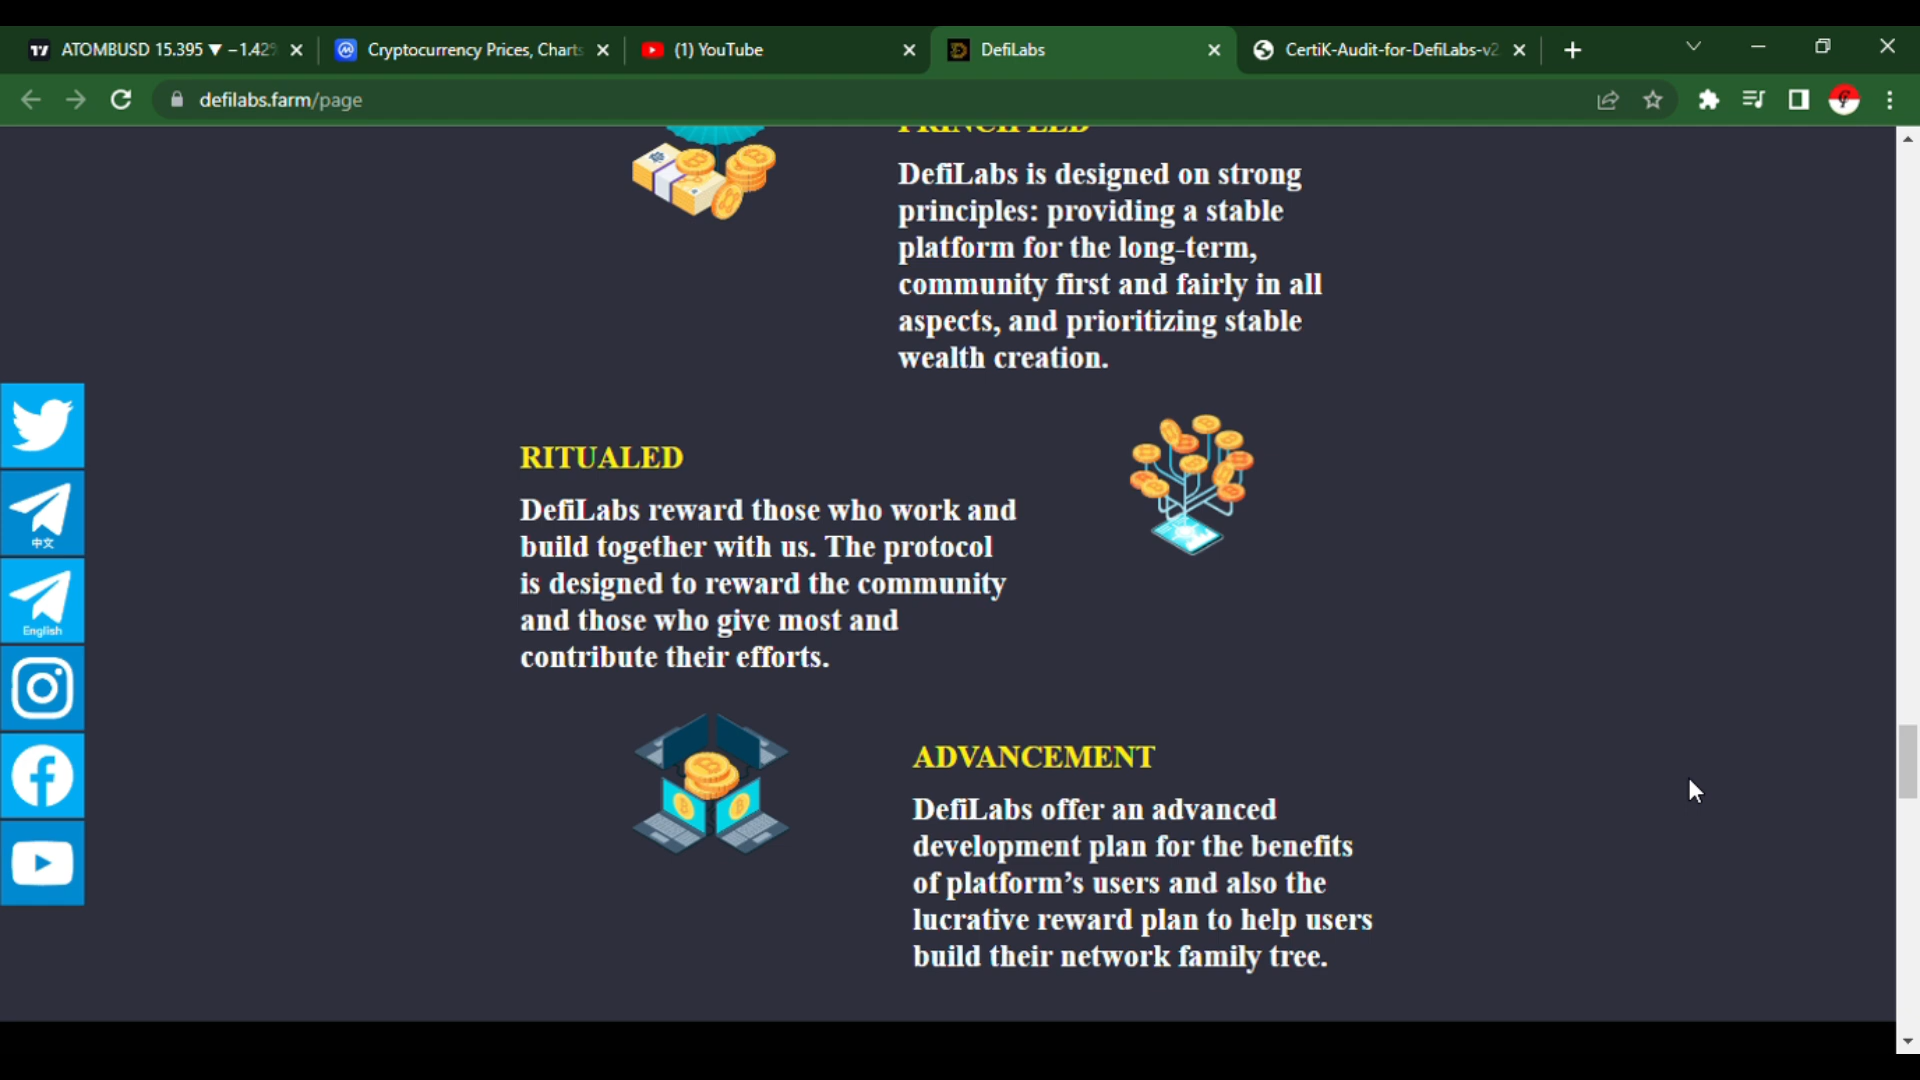 ATOMBUSD 15.395 ▼ −1.42%
Cryptocurrency Prices, Charts
(1) YouTube
DefiLabs
CertiK-Audit-for-DefiLabs-v2
defilabs.farm/page
PRINCIPLED
DefiLabs is designed on strong
principles: providing a stable
platform for the long-term,
community first and fairly in all
aspects, and prioritizing stable
wealth creation.
RITUALED
DefiLabs reward those who work and
build together with us. The protocol
is designed to reward the community
and those who give most and
contribute their efforts.
中文
English
ADVANCEMENT
DefiLabs offer an advanced
development plan for the benefits
of platform’s users and also the
lucrative reward plan to help users
build their network family tree.